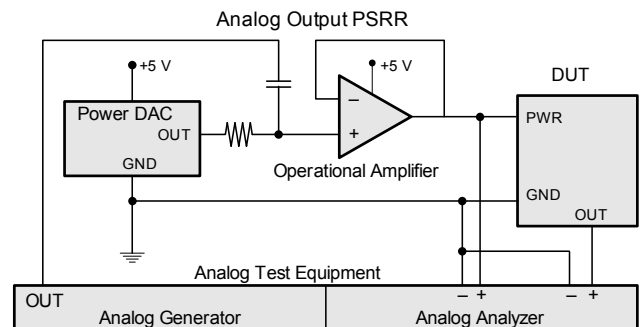 Analog Output PSRR
+5 V
+5 V
DUT
Power DAC
OUT
PWR
−
+
GND
Operational Amplifier
GND
OUT
Analog Test Equipment
OUT
− +
− +
Analog Generator
Analog Analyzer